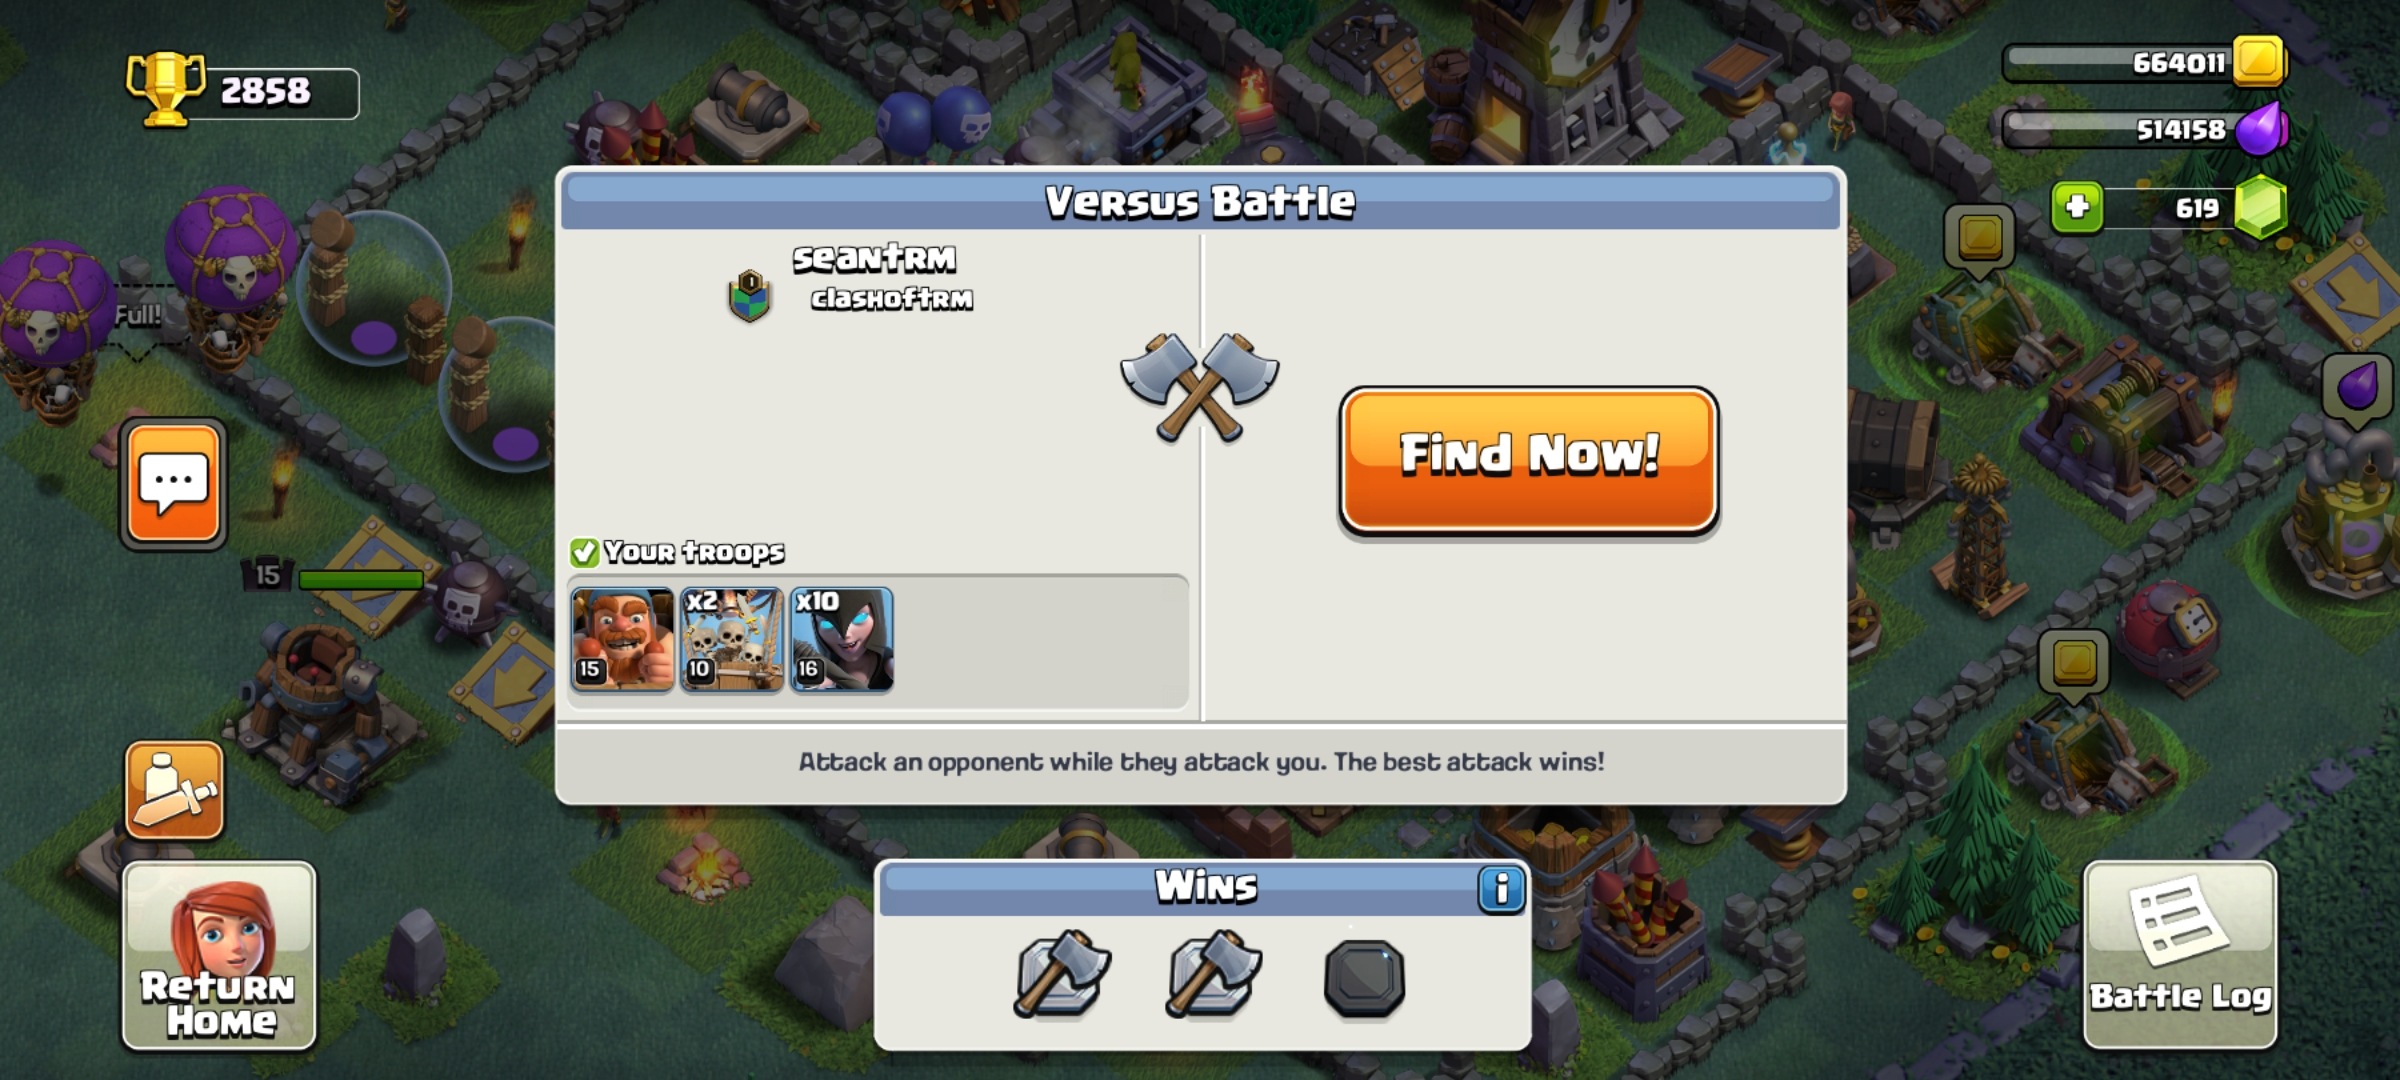 2858
664011
514158
619
Versus Battle
seantrm
1
clashoftrm
Full!
Find Now!
15
Your troops
x2
x10
15
10
16
Attack an opponent while they attack you. The best attack wins!
Wins
i
Return
Home
Battle Log